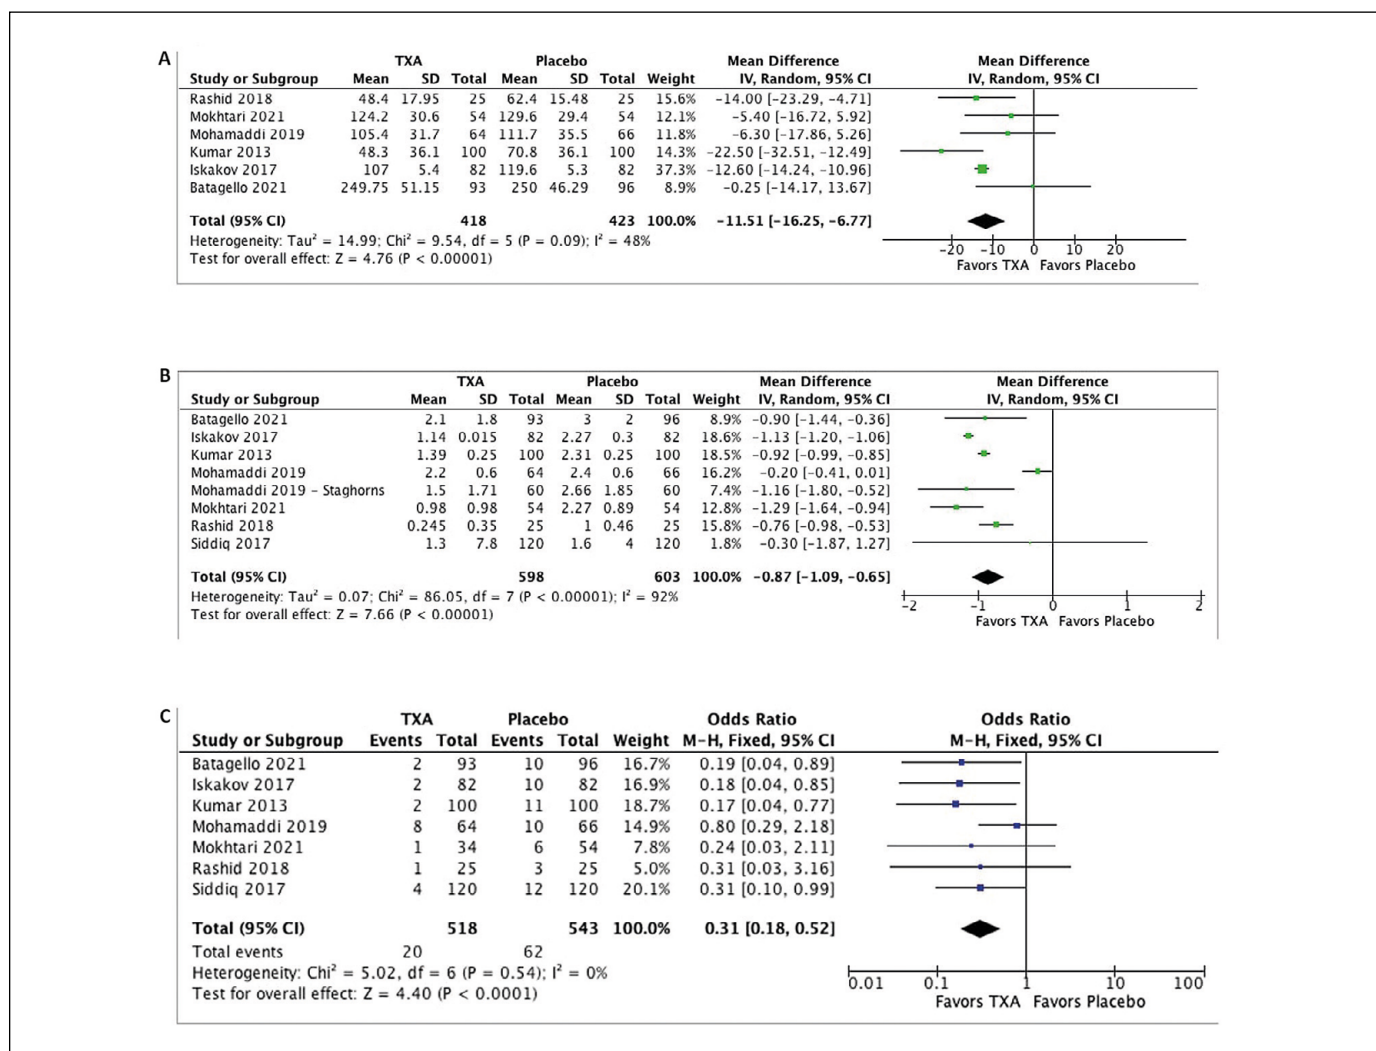 A
TXA Placebo Mean Difference Mean Difference
Study or Subgroup Mean SD Total Mean SD Total Weight IV, Random, 95% CI IV, Random, 95% CI
Rashid 2018 48.4 17.95 25 62.4 15.48 25 15.6% −14.00 [−23.29, −4.71]
Mokhtari 2021 124.2 30.6 54 129.6 29.4 54 12.1% −5.40 [−16.72, 5.92]
Mohamaddi 2019 105.4 31.7 64 111.7 35.5 66 11.8% −6.30 [−17.86, 5.26]
Kumar 2013 48.3 36.1 100 70.8 36.1 100 14.3% −22.50 [−32.51, −12.49]
Iskakov 2017 107 5.4 82 119.6 5.3 82 37.3% −12.60 [−14.24, −10.96]
Batagello 2021 249.75 51.15 93 250 46.29 96 8.9% −0.25 [−14.17, 13.67]
Total (95% CI) 418 423 100.0% −11.51 [−16.25, −6.77]
Heterogeneity: Tau² = 14.99; Chi² = 9.54, df = 5 (P = 0.09); I² = 48%
Test for overall effect: Z = 4.76 (P < 0.00001)
−20 −10 0 10 20
Favors TXA Favors Placebo
B
TXA Placebo Mean Difference Mean Difference
Study or Subgroup Mean SD Total Mean SD Total Weight IV, Random, 95% CI IV, Random, 95% CI
Batagello 2021 2.1 1.8 93 3 2 96 8.9% −0.90 [−1.44, −0.36]
Iskakov 2017 1.14 0.015 82 2.27 0.3 82 18.6% −1.13 [−1.20, −1.06]
Kumar 2013 1.39 0.25 100 2.31 0.25 100 18.5% −0.92 [−0.99, −0.85]
Mohamaddi 2019 2.2 0.6 64 2.4 0.6 66 16.2% −0.20 [−0.41, 0.01]
Mohamaddi 2019 – Staghorns 1.5 1.71 60 2.66 1.85 60 7.4% −1.16 [−1.80, −0.52]
Mokhtari 2021 0.98 0.98 54 2.27 0.89 54 12.8% −1.29 [−1.64, −0.94]
Rashid 2018 0.245 0.35 25 1 0.46 25 15.8% −0.76 [−0.98, −0.53]
Siddiq 2017 1.3 7.8 120 1.6 4 120 1.8% −0.30 [−1.87, 1.27]
Total (95% CI) 598 603 100.0% −0.87 [−1.09, −0.65]
Heterogeneity: Tau² = 0.07; Chi² = 86.05, df = 7 (P < 0.00001); I² = 92%
Test for overall effect: Z = 7.66 (P < 0.00001)
−2 −1 0 1 2
Favors TXA Favors Placebo
C
TXA Placebo Odds Ratio Odds Ratio
Study or Subgroup Events Total Events Total Weight M-H, Fixed, 95% CI M-H, Fixed, 95% CI
Batagello 2021 2 93 10 96 16.7% 0.19 [0.04, 0.89]
Iskakov 2017 2 82 10 82 16.9% 0.18 [0.04, 0.85]
Kumar 2013 2 100 11 100 18.7% 0.17 [0.04, 0.77]
Mohamaddi 2019 8 64 10 66 14.9% 0.80 [0.29, 2.18]
Mokhtari 2021 1 34 6 54 7.8% 0.24 [0.03, 2.11]
Rashid 2018 1 25 3 25 5.0% 0.31 [0.03, 3.16]
Siddiq 2017 4 120 12 120 20.1% 0.31 [0.10, 0.99]
Total (95% CI) 518 543 100.0% 0.31 [0.18, 0.52]
Total events 20 62
Heterogeneity: Chi² = 5.02, df = 6 (P = 0.54); I² = 0%
Test for overall effect: Z = 4.40 (P < 0.0001)
0.01 0.1 1 10 100
Favors TXA Favors Placebo